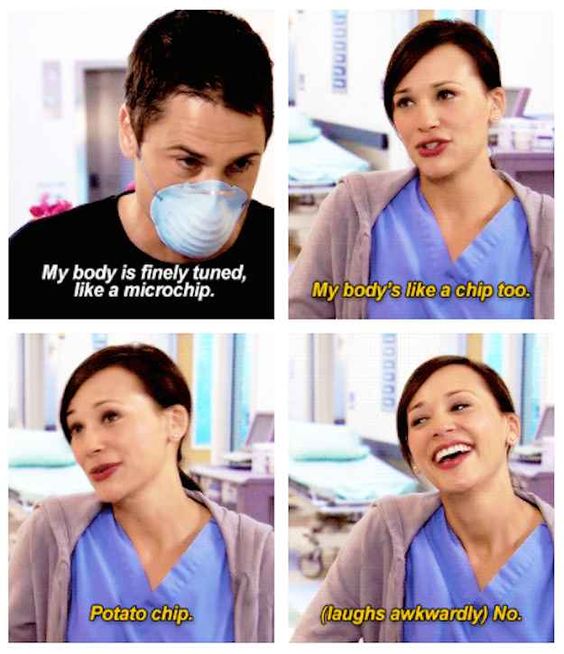 My body is finely tuned,
like a microchip.
My body's like a chip too.
Potato chip.
(laughs awkwardly) No.